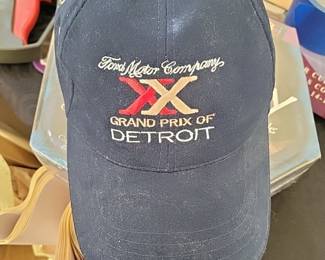 Ford Motor Company
XX
GRAND PRIX OF
DETROIT